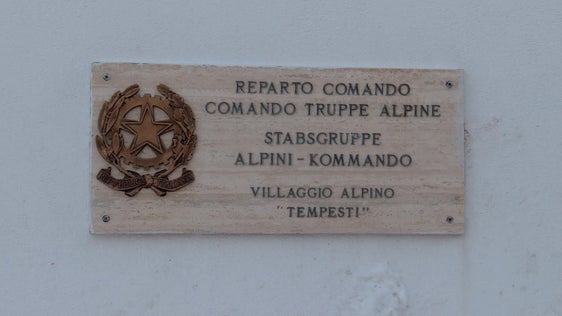 REPARTO COMANDO
COMANDO TRUPPE ALPINE
STABSGRUPPE
ALPINI-KOMMANDO
VILLAGGIO ALPINO
"TEMPESTI"